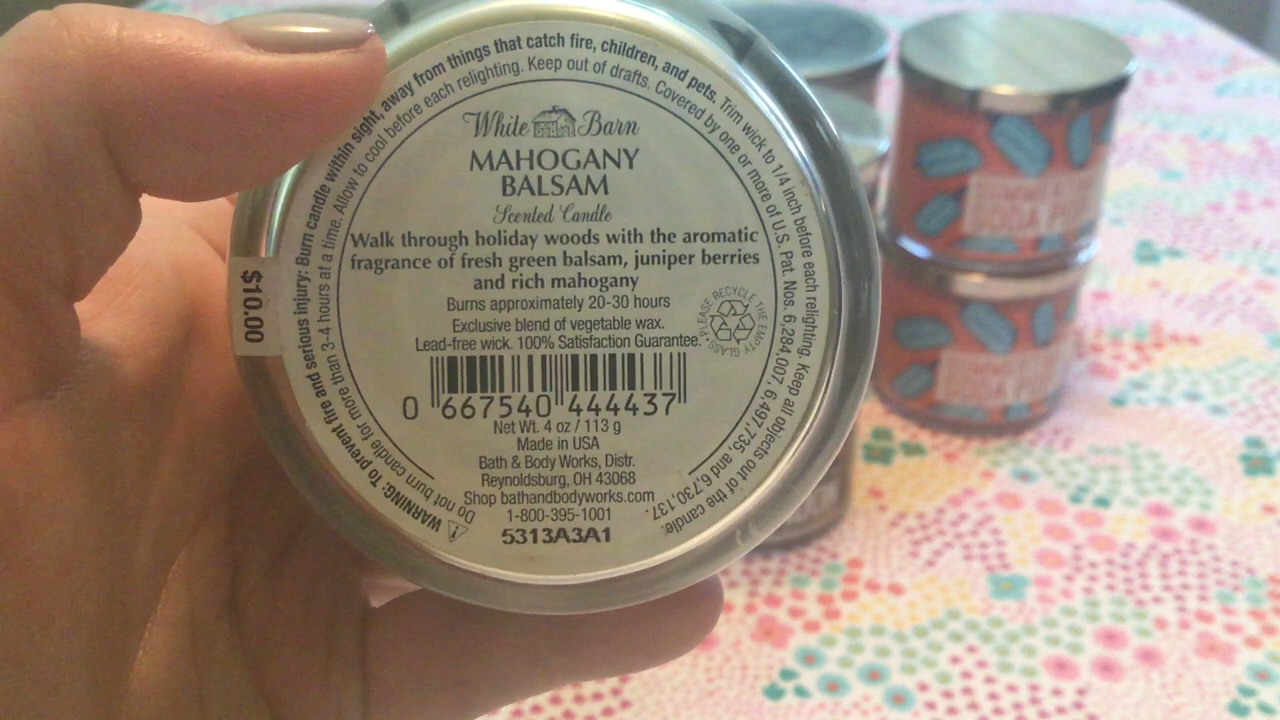 White Barn
MAHOGANY
BALSAM
Scented Candle
Walk through holiday woods with the aromatic
fragrance of fresh green balsam, juniper berries
and rich mahogany
Burns approximately 20-30 hours
Exclusive blend of vegetable wax.
Lead-free wick. 100% Satisfaction Guarantee.
0 667540 444437
Net Wt. 4 oz / 113 g
Made in USA
Bath & Body Works, Distr.
Reynoldsburg, OH 43068
Shop bathandbodyworks.com
1-800-395-1001
5313A3A1
PLEASE RECYCLE THE EMPTY GLASS
WARNING: To prevent fire and serious injury: Burn candle within sight, away from things that catch fire, children, and pets. Trim wick to 1/4 inch before each relighting. Keep all objects out of the candle.
Do not burn candle for more than 3-4 hours at a time. Allow to cool before each relighting. Keep out of drafts. Covered by one or more of U.S. Pat. Nos. 6,284,007, 6,497,735, and 6,730,137.
$10.00